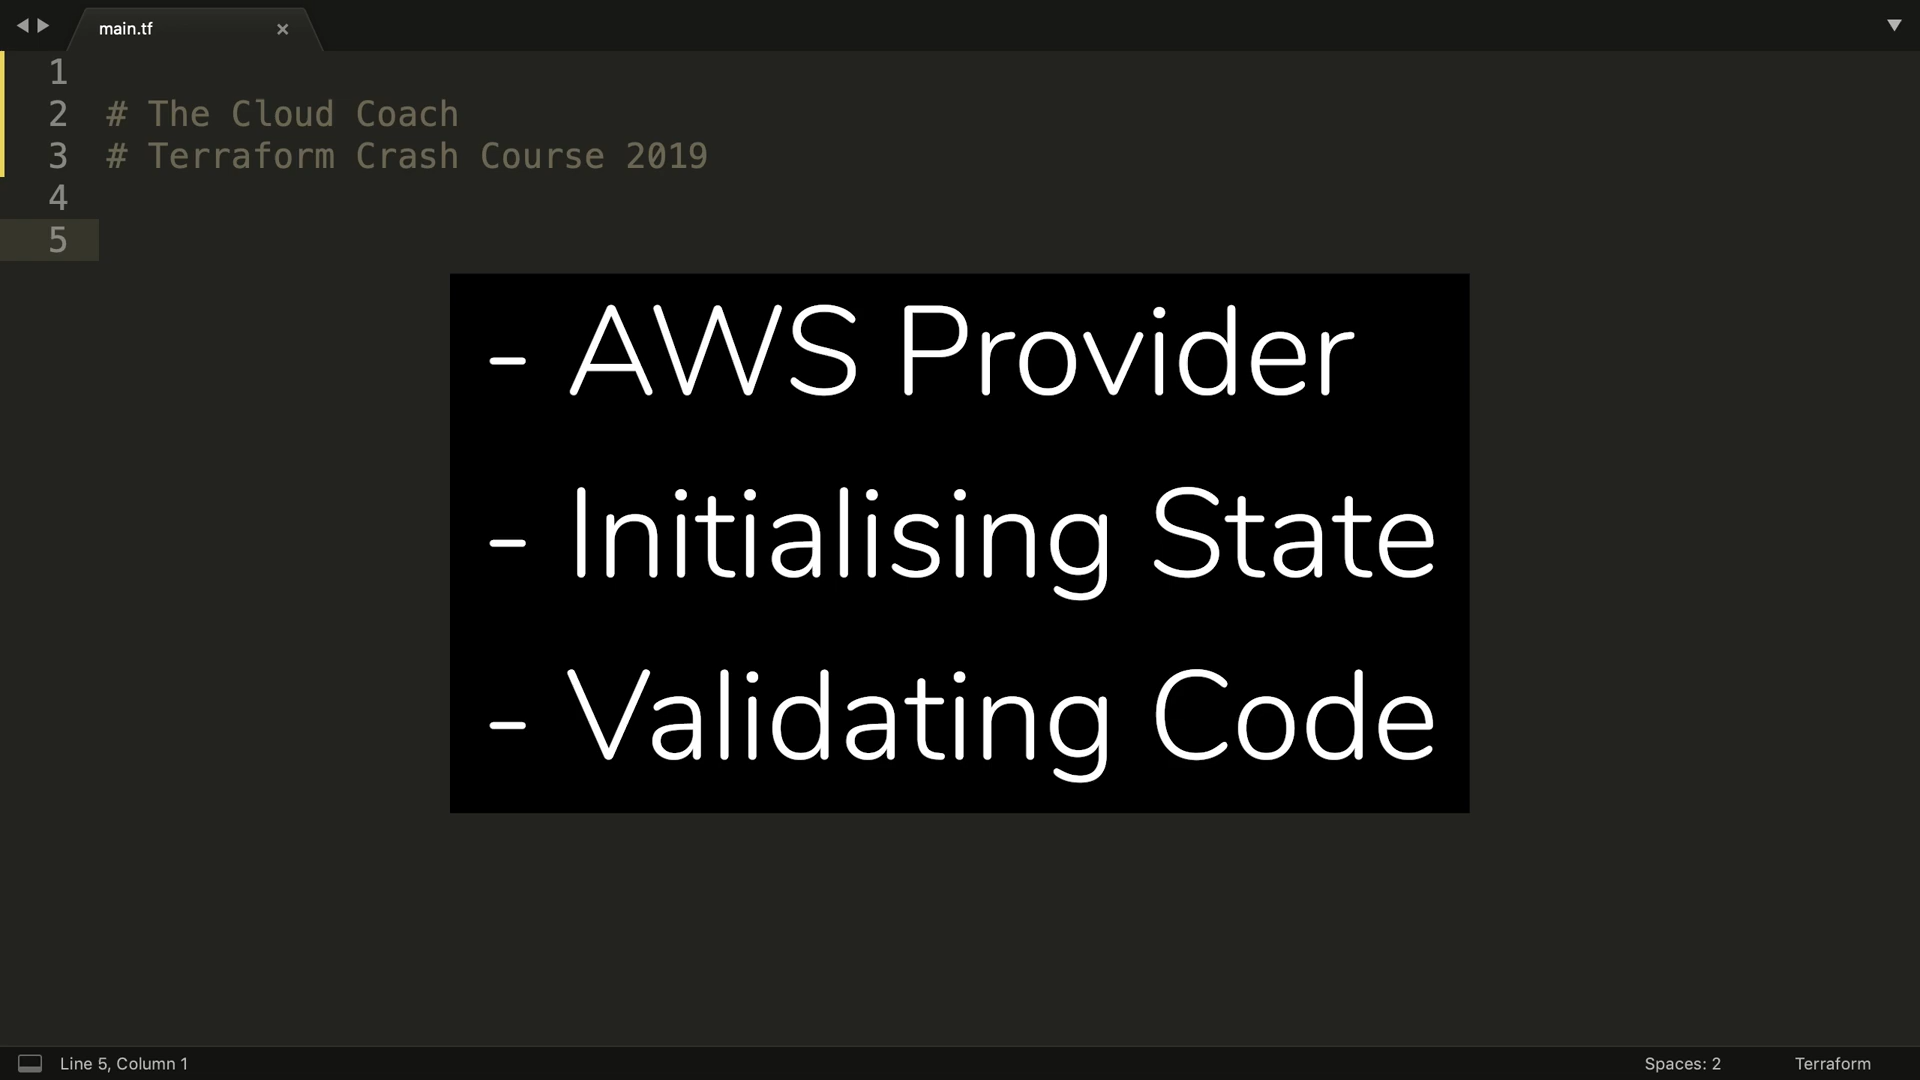 main.tf
1
2 # The Cloud Coach
3 # Terraform Crash Course 2019
4
5
- AWS Provider
- Initialising State
- Validating Code
Line 5, Column 1
Spaces: 2
Terraform